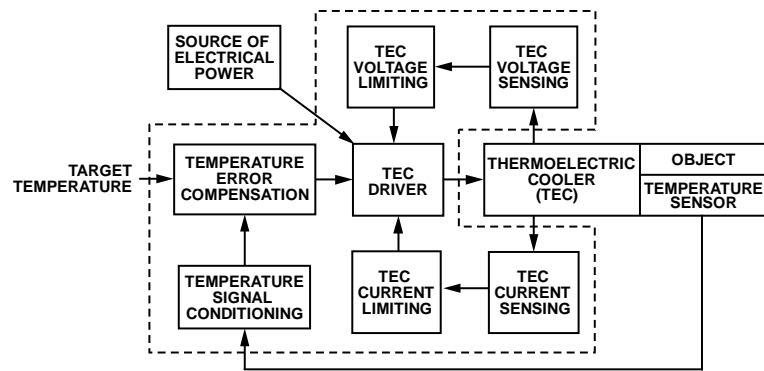 SOURCE OF
ELECTRICAL
POWER
TEC
VOLTAGE
LIMITING
TEC
VOLTAGE
SENSING
TARGET
TEMPERATURE
TEMPERATURE
ERROR
COMPENSATION
TEC
DRIVER
THERMOELECTRIC
COOLER
(TEC)
OBJECT
TEMPERATURE
SENSOR
TEMPERATURE
SIGNAL
CONDITIONING
TEC
CURRENT
LIMITING
TEC
CURRENT
SENSING